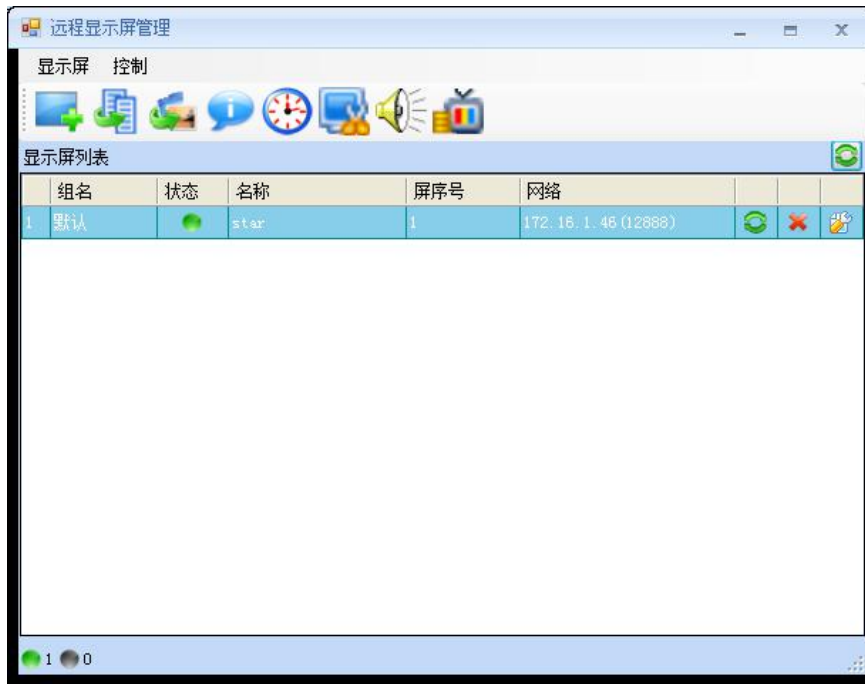 远程显示屏管理
显示屏 控制
显示屏列表
组名 状态 名称 屏序号 网络
1 默认 star 1 172.16.1.46(12888)
1 0